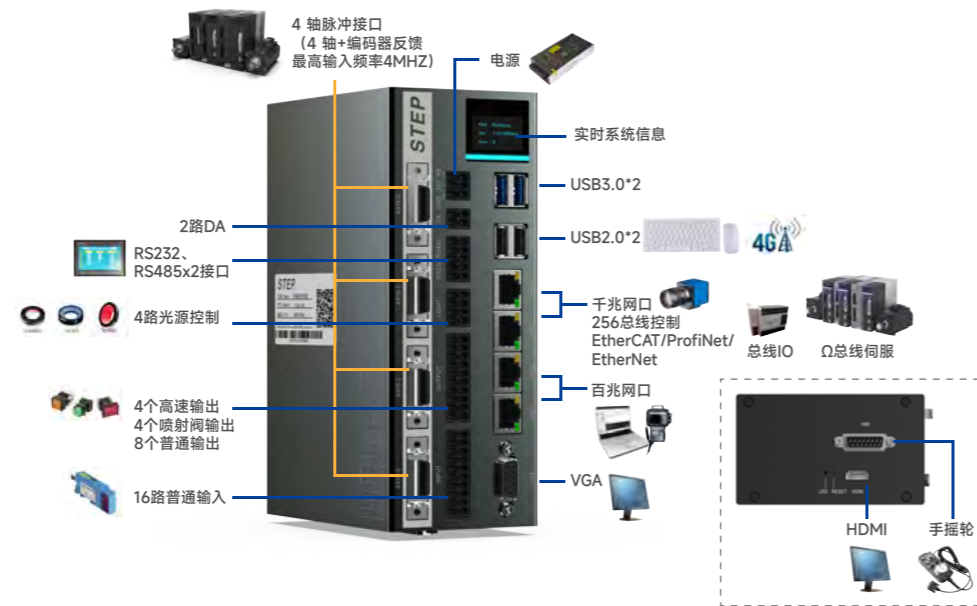 4 轴脉冲接口
(4 轴+编码器反馈
最高输入频率4MHZ)
电源
STEP
实时系统信息
USB3.0*2
2路DA
USB2.0*2
4G
RS232、
RS485x2接口
STEP
LIGHT
4路光源控制
千兆网口
256总线控制
EtherCAT/ProfiNet/
EtherNet
总线IO
Ω总线伺服
OUTPUT
百兆网口
4个高速输出
4个喷射阀输出
8个普通输出
INPUT
16路普通输入
VGA
LED RESET HDMI
HDMI
手摇轮